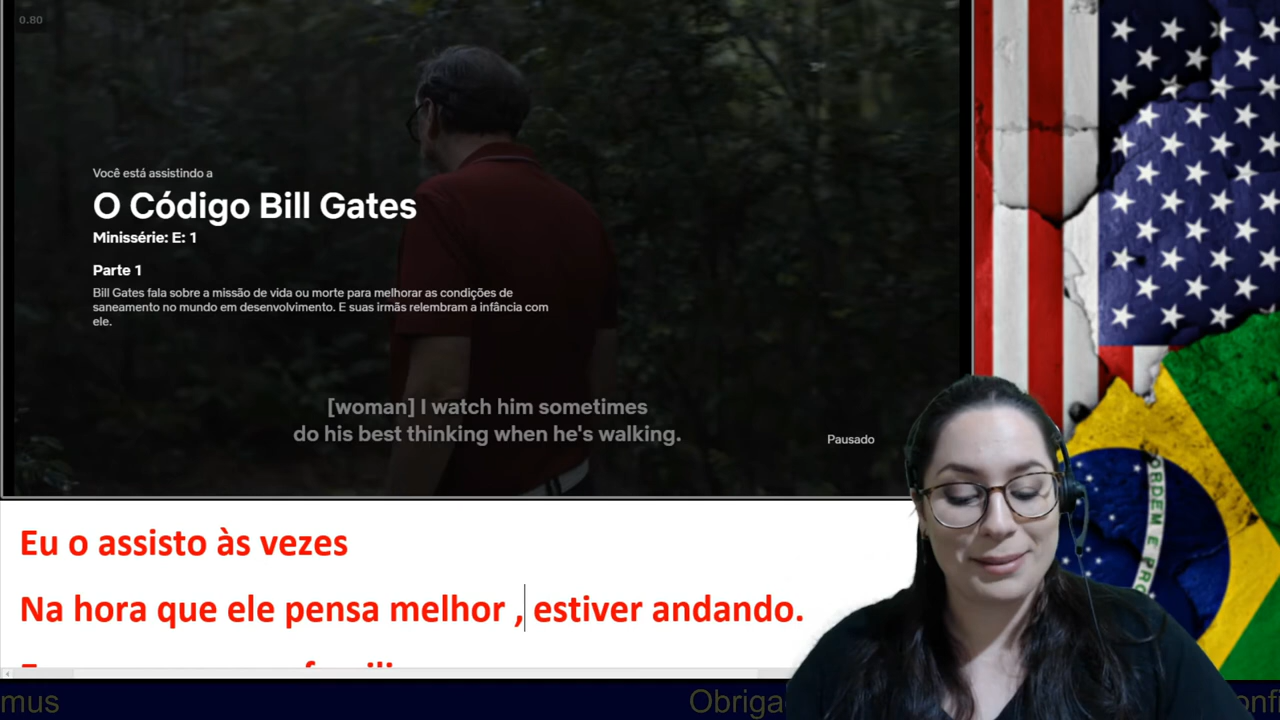 0.80
Você está assistindo a
O Código Bill Gates
Minissérie: E: 1
Parte 1
Bill Gates fala sobre a missão de vida ou morte para melhorar as condições de
saneamento no mundo em desenvolvimento. E suas irmãs relembram a infância com
ele.
[woman] I watch him sometimes
do his best thinking when he's walking.
Pausado
ORDEM E PRO
Eu o assisto às vezes
Na hora que ele pensa melhor , estiver andando.
mus
Obriga